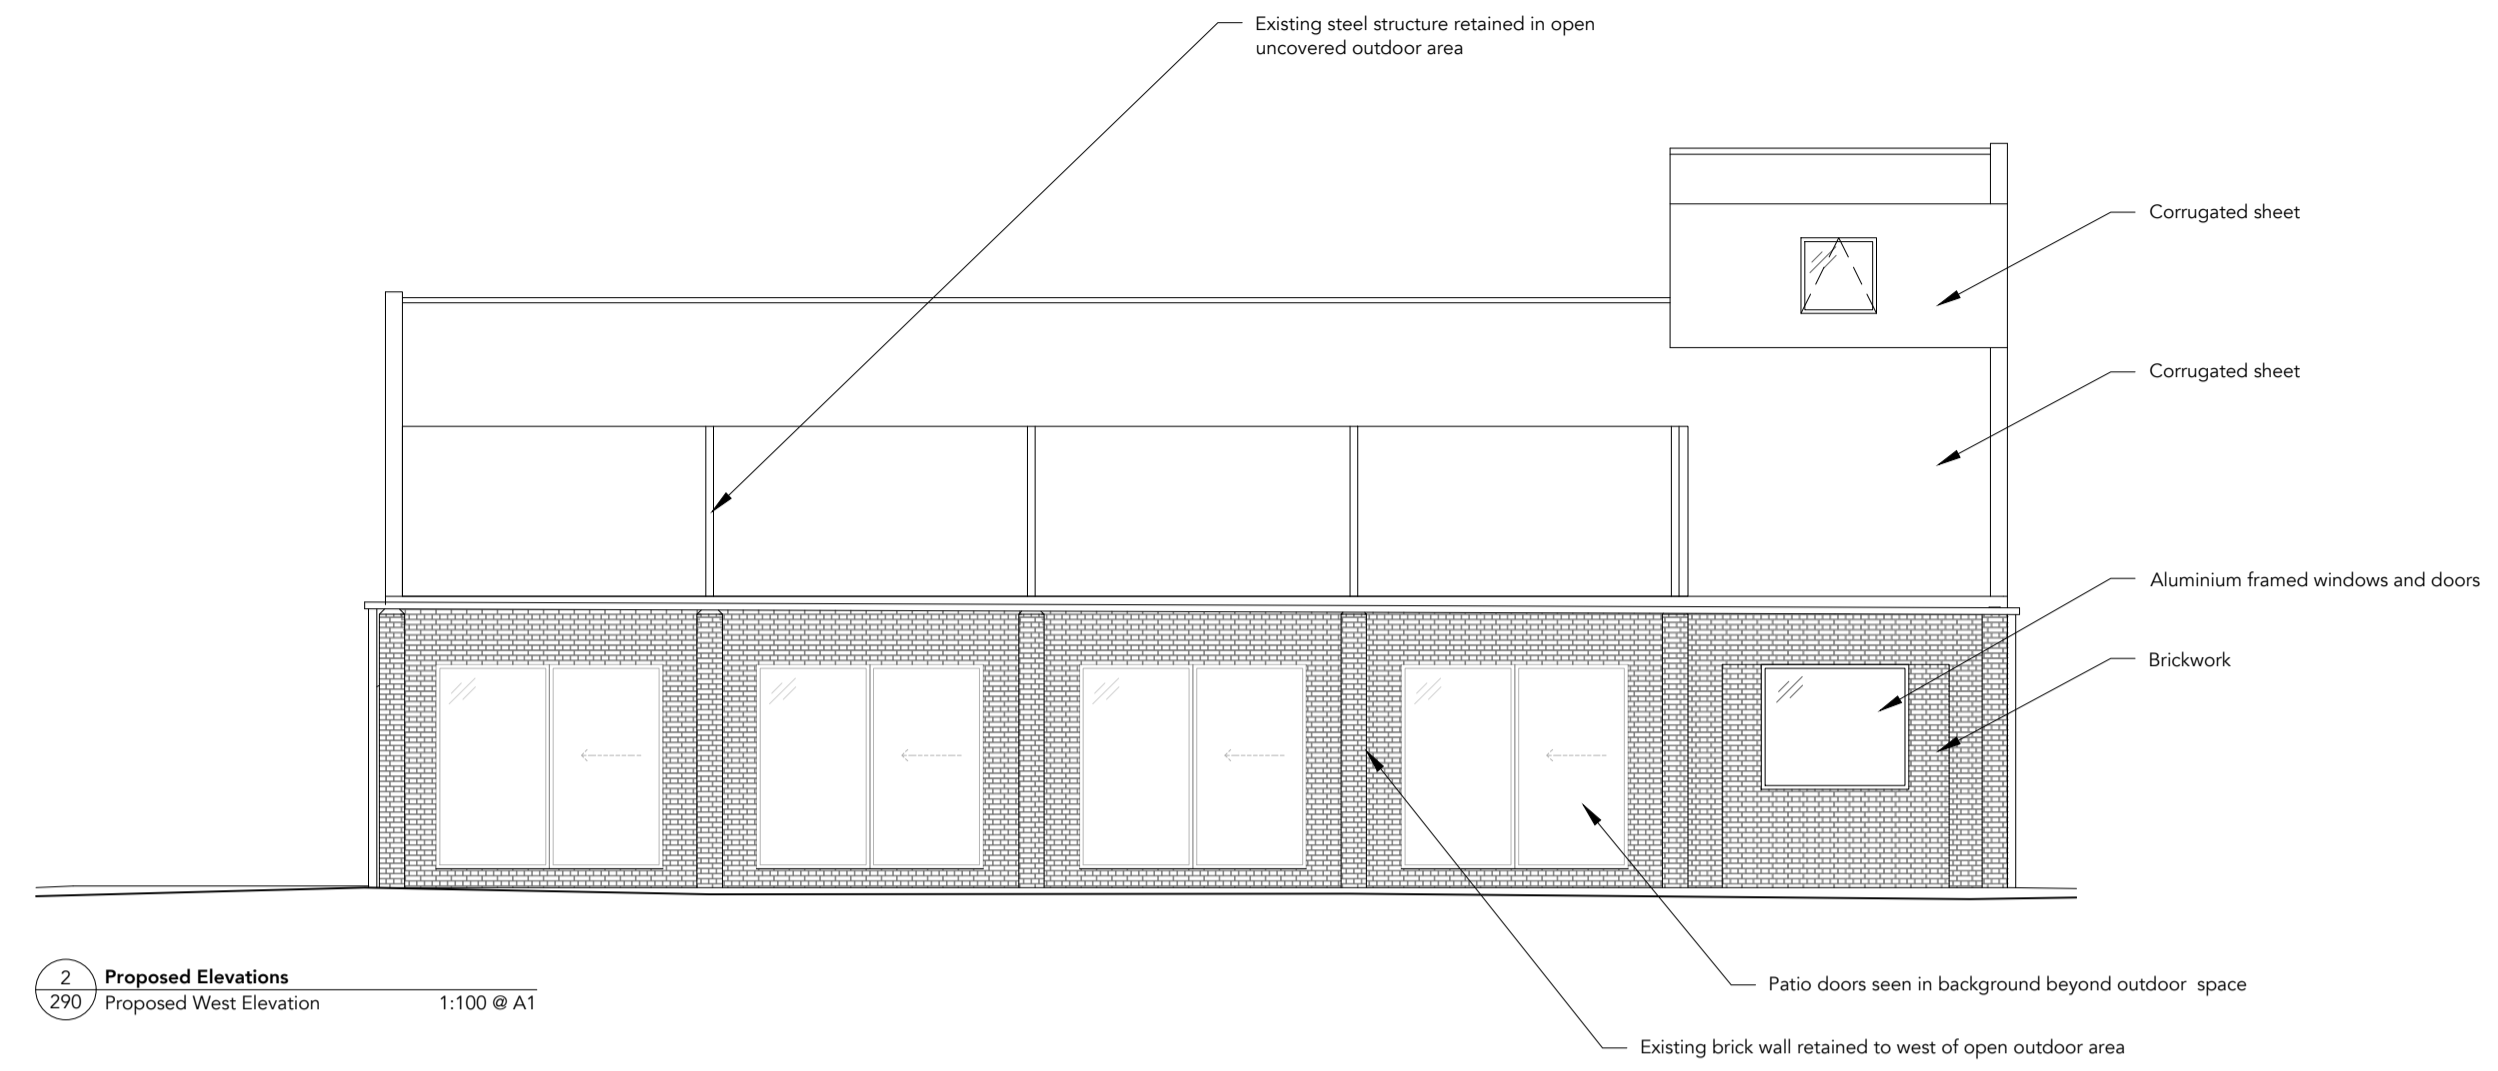 Existing steel structure retained in open
uncovered outdoor area
Corrugated sheet
Corrugated sheet
Aluminium framed windows and doors
Brickwork
Patio doors seen in background beyond outdoor  space
Existing brick wall retained to west of open outdoor area
2
Proposed Elevations
290
Proposed West Elevation
1:100 @ A1